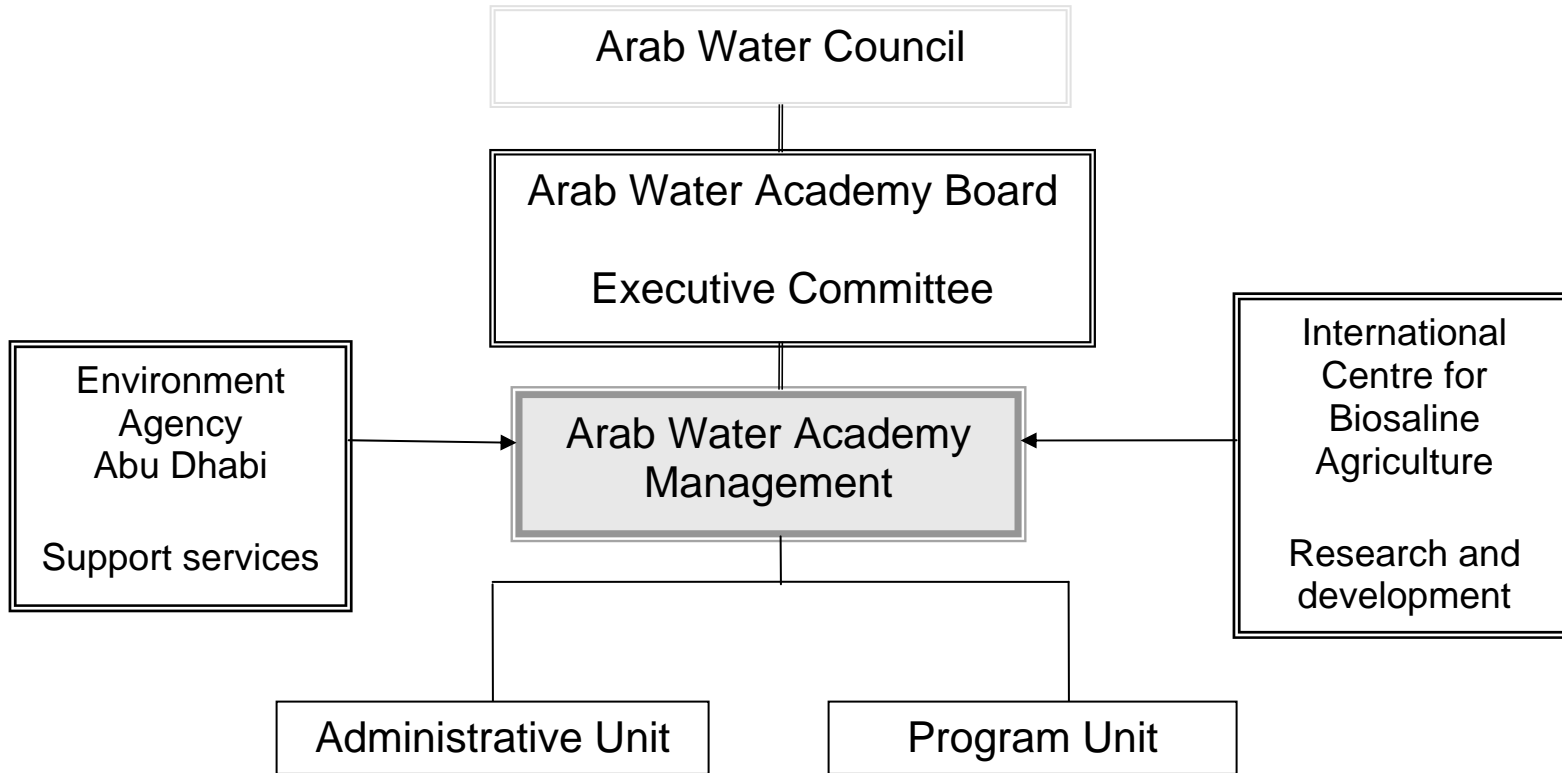 Arab Water Council
Arab Water Academy Board
Executive Committee
Environment
Agency
Abu Dhabi
Support services
Arab Water Academy
Management
International
Centre for
Biosaline
Agriculture
Research and
development
Administrative Unit
Program Unit